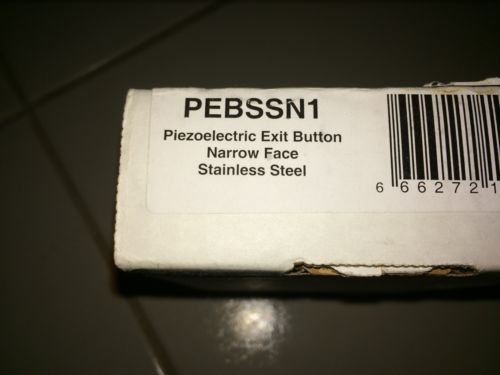 PEBSSN1
Piezoelectric Exit Button
Narrow Face
Stainless Steel
6 66272 1